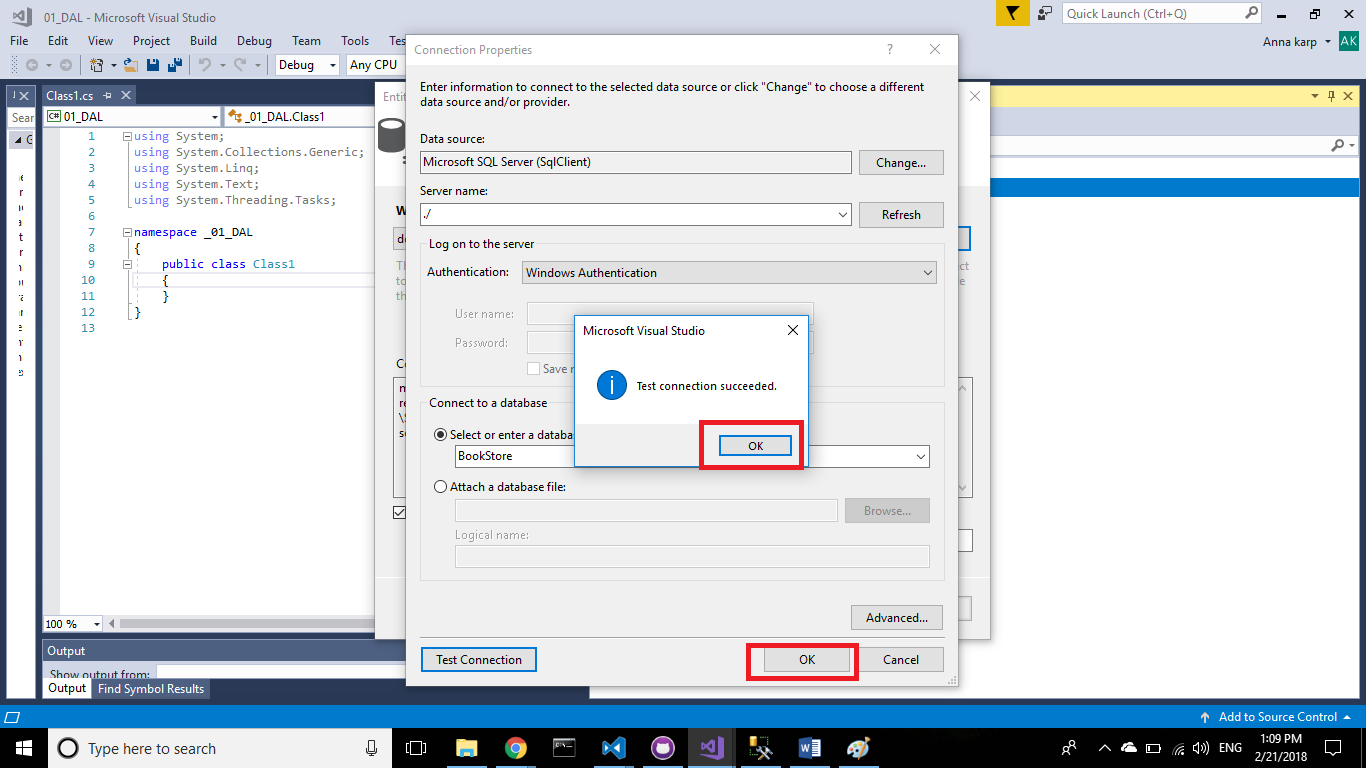 01_DAL - Microsoft Visual Studio
Quick Launch (Ctrl+Q)
File Edit View Project Build Debug Team Tools
Anna karp AK
Debug Any CPU
Connection Properties
?
Enter information to connect to the selected data source or click "Change" to choose a different
data source and/or provider.
Data source:
Microsoft SQL Server (SqlClient)
Change...
Server name:
./
Refresh
Log on to the server
Authentication: Windows Authentication
User name:
Password:
Save
Microsoft Visual Studio
Test connection succeeded.
OK
Connect to a database
Select or enter a
BookStore
Attach a database file:
Browse...
Logical name:
Advanced...
Test Connection
OK
Cancel
Class1.cs
C# 01_DAL
_01_DAL.Class1
1 using System;
2 using System.Collections.Generic;
3 using System.Linq;
4 using System.Text;
5 using System.Threading.Tasks;
6
7 namespace _01_DAL
8 {
9 public class Class1
10 {
11 }
12 }
13
100 %
Output
Show output from:
Output Find Symbol Results
Add to Source Control
Type here to search
ENG
1:09 PM
2/21/2018